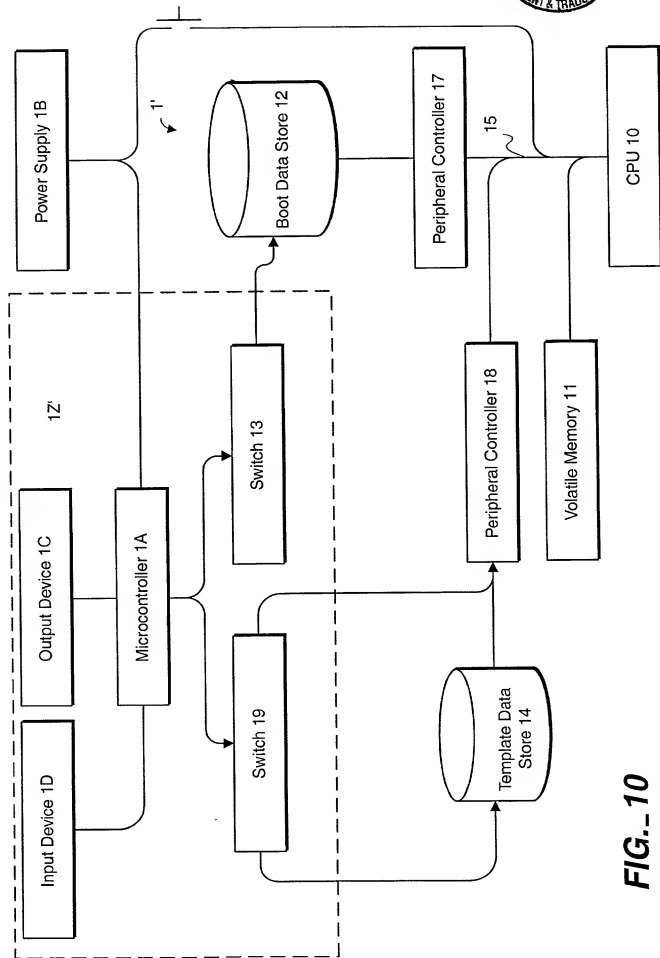 Input Device 1D
Output Device 1C
1Z'
Power Supply 1B
Microcontroller 1A
1'
Switch 19
Switch 13
Boot Data Store 12
Template Data
Store 14
Peripheral Controller 18
Peripheral Controller 17
15
Volatile Memory 11
CPU 10
FIG._10